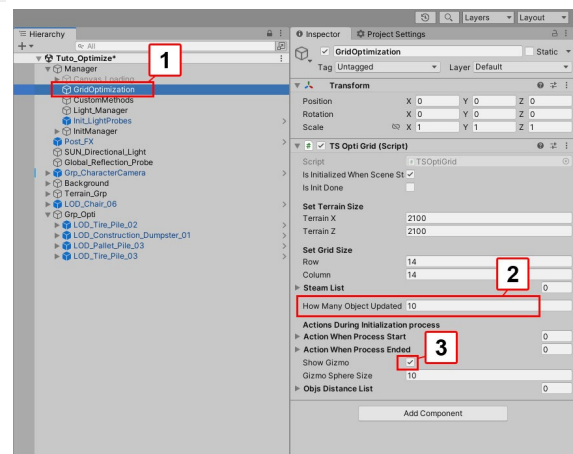 Layers
Layout
Hierarchy
Inspector
Project Settings
All
Tuto_Optimize*
Manager
Canvas_Loading
GridOptimization
CustomMethods
Light_Manager
Init_LightProbes
InitManager
Post_FX
SUN_Directional_Light
Global_Reflection_Probe
Grp_CharacterCamera
Background
Terrain_Grp
LOD_Chair_06
Grp_Opti
LOD_Tire_Pile_02
LOD_Construction_Dumpster_01
LOD_Pallet_Pile_03
LOD_Tire_Pile_03
1
GridOptimization
Static
Tag Untagged Layer Default
Transform
Position X 0 Y 0 Z 0
Rotation X 0 Y 0 Z 0
Scale X 1 Y 1 Z 1
# TS Opti Grid (Script)
Script TSOptiGrid
Is Initialized When Scene St
Is Init Done
Set Terrain Size
Terrain X 2100
Terrain Z 2100
Set Grid Size
Row 14
Column 14
2
Steam List 0
How Many Object Updated 10
Actions During Initialization process
Action When Process Start 0
Action When Process Ended 0
3
Show Gizmo
Gizmo Sphere Size 10
Objs Distance List 0
Add Component